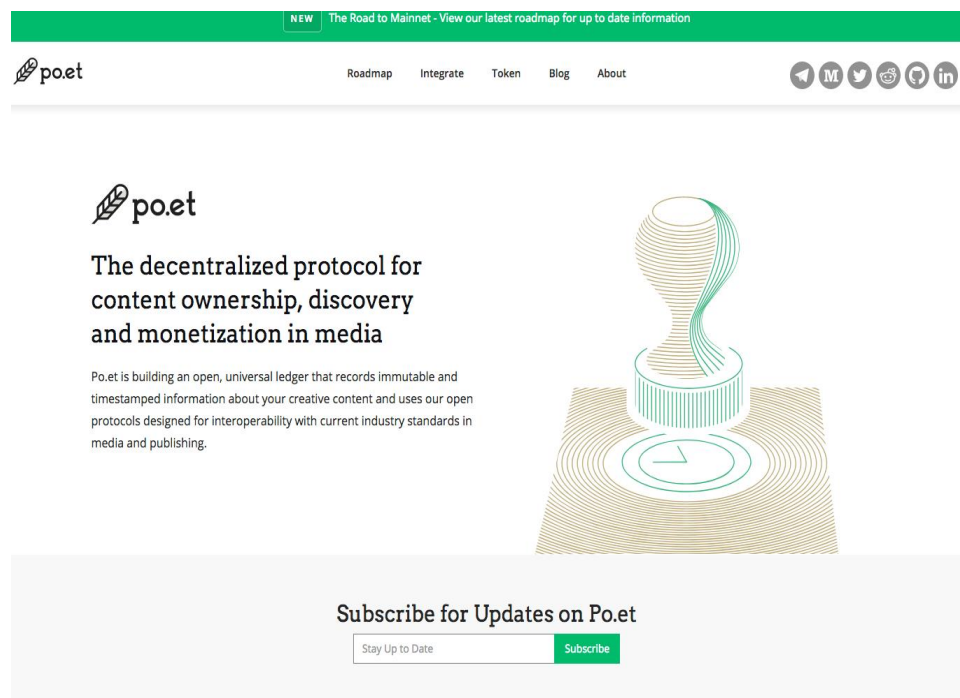 NEW The Road to Mainnet - View our latest roadmap for up to date information
po.et Roadmap Integrate Token Blog About M in
po.et
The decentralized protocol for
content ownership, discovery
and monetization in media
Po.et is building an open, universal ledger that records immutable and
timestamped information about your creative content and uses our open
protocols designed for interoperability with current industry standards in
media and publishing.
Subscribe for Updates on Po.et
Stay Up to Date Subscribe